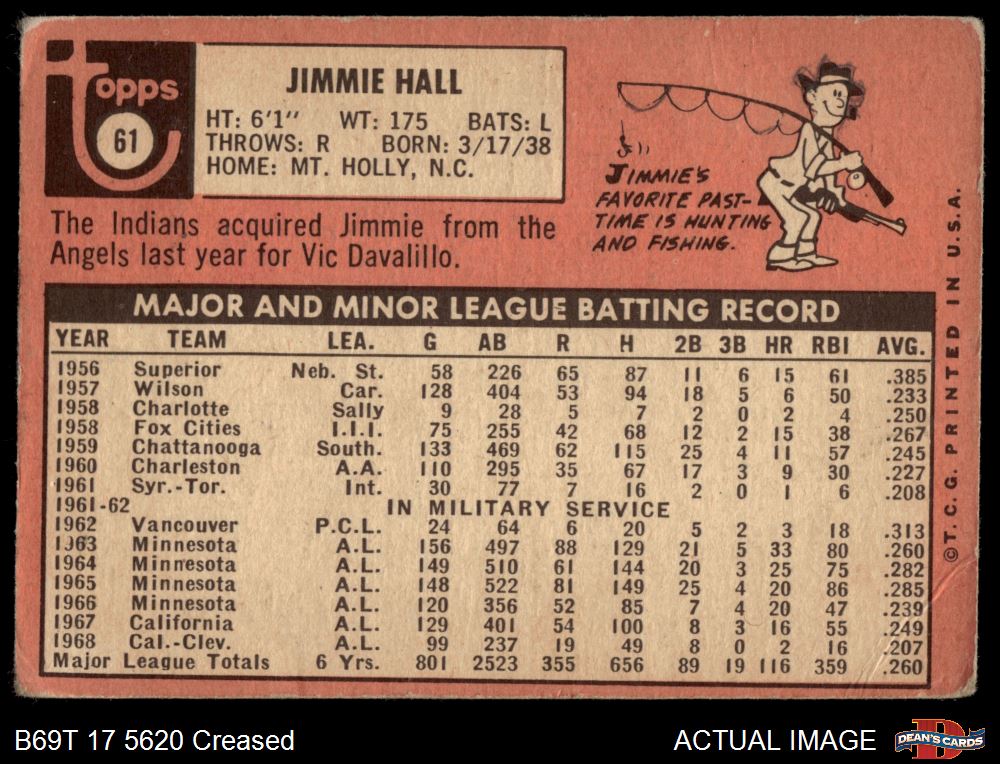 Topps
61
JIMMIE HALL
HT: 6'1" WT: 175 BATS: L
THROWS: R BORN: 3/17/38
HOME: MT. HOLLY, N.C.
The Indians acquired Jimmie from the
Angels last year for Vic Davalillo.
JIMMIE'S
FAVORITE PAST-
TIME IS HUNTING
AND FISHING.
MAJOR AND MINOR LEAGUE BATTING RECORD
YEAR TEAM LEA. G AB R H 2B 3B HR RBI AVG.
1956 Superior Neb. St. 58 226 65 87 11 6 15 61 .385
1957 Wilson Car. 128 404 53 94 18 5 6 50 .233
1958 Charlotte Sally 9 28 5 7 2 0 2 4 .250
1958 Fox Cities I.I.I. 75 255 42 68 12 2 15 38 .267
1959 Chattanooga South. 133 469 62 115 25 4 11 57 .245
1960 Charleston A.A. 110 295 35 67 17 3 9 30 .227
1961 Syr.-Tor. Int. 30 77 7 16 2 0 1 6 .208
1961-62 IN MILITARY SERVICE
1962 Vancouver P.C.L. 24 64 6 20 5 2 3 18 .313
1963 Minnesota A.L. 156 497 88 129 21 5 33 80 .260
1964 Minnesota A.L. 149 510 61 144 20 3 25 75 .282
1965 Minnesota A.L. 148 522 81 149 25 4 20 86 .285
1966 Minnesota A.L. 120 356 52 85 7 4 20 47 .239
1967 California A.L. 129 401 54 100 8 3 16 55 .249
1968 Cal.-Clev. A.L. 99 237 19 49 8 0 2 16 .207
Major League Totals 6 Yrs. 801 2523 355 656 89 19 116 359 .260
©T.C.G. PRINTED IN U.S.A.
B69T 17 5620 Creased
ACTUAL IMAGE
D
DEAN'S CARDS